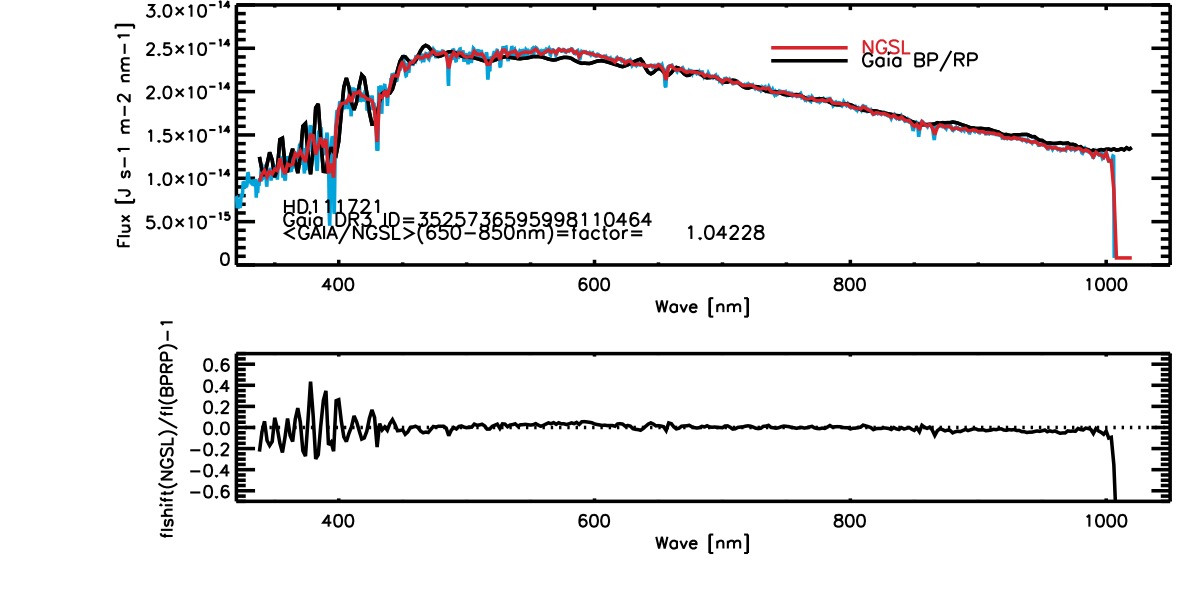 3.0×10−14
2.5×10−14
2.0×10−14
1.5×10−14
1.0×10−14
5.0×10−15
0
Flux [J s−1 m−2 nm−1]
NGSL
Gaia BP/RP
HD111721
Gaia DR3 ID=3525736595998110464
<GAIA/NGSL>(650−850nm)=factor= 1.04228
400 600 800 1000
Wave [nm]
0.6
0.4
0.2
0.0
−0.2
−0.4
−0.6
flshift(NGSL)/fl(BPRP)−1
400 600 800 1000
Wave [nm]